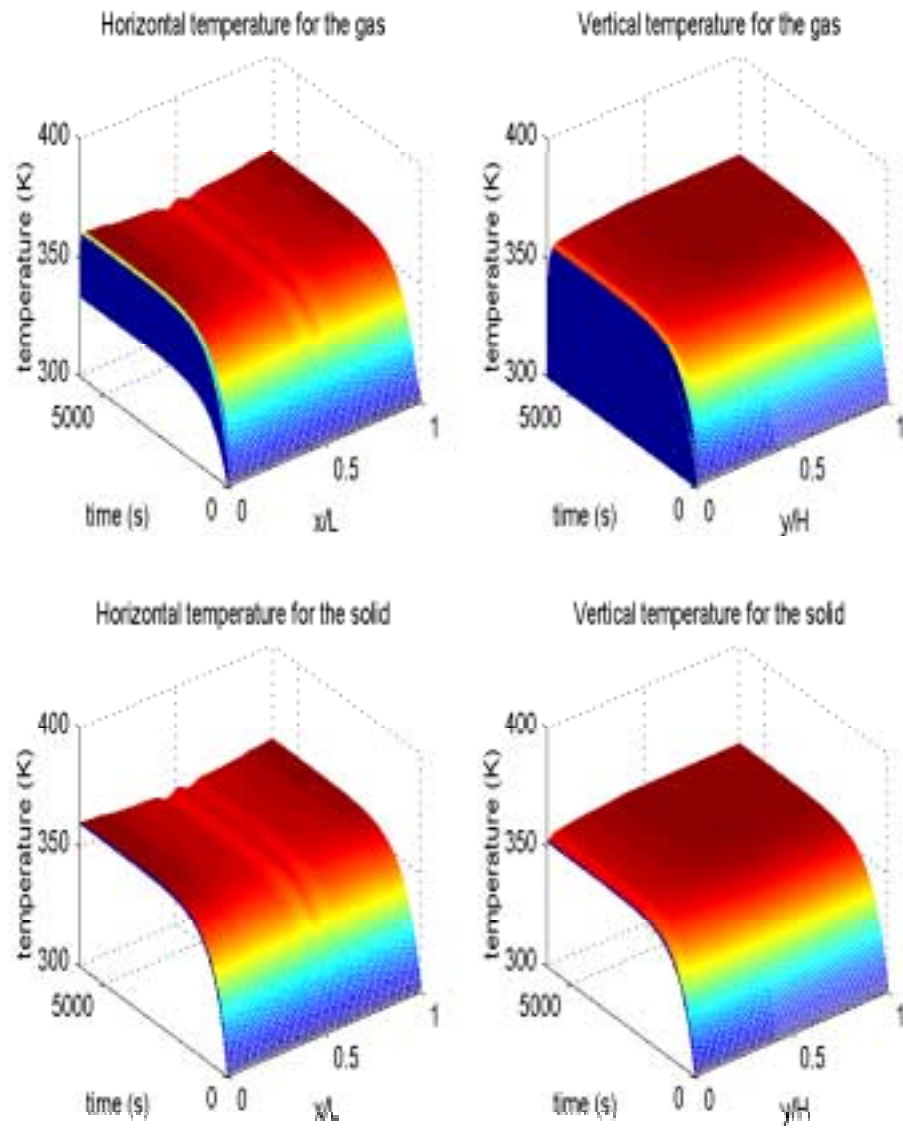 Horizontal temperature for the gas
400
350
300
temperature (K)
5000
0
time (s)
0
0.5
1
x/L
Vertical temperature for the gas
400
350
300
temperature (K)
5000
0
time (s)
0
0.5
1
y/H
Horizontal temperature for the solid
400
350
300
temperature (K)
5000
0
time (s)
0
0.5
1
x/L
Vertical temperature for the solid
400
350
300
temperature (K)
5000
0
time (s)
0
0.5
1
y/H